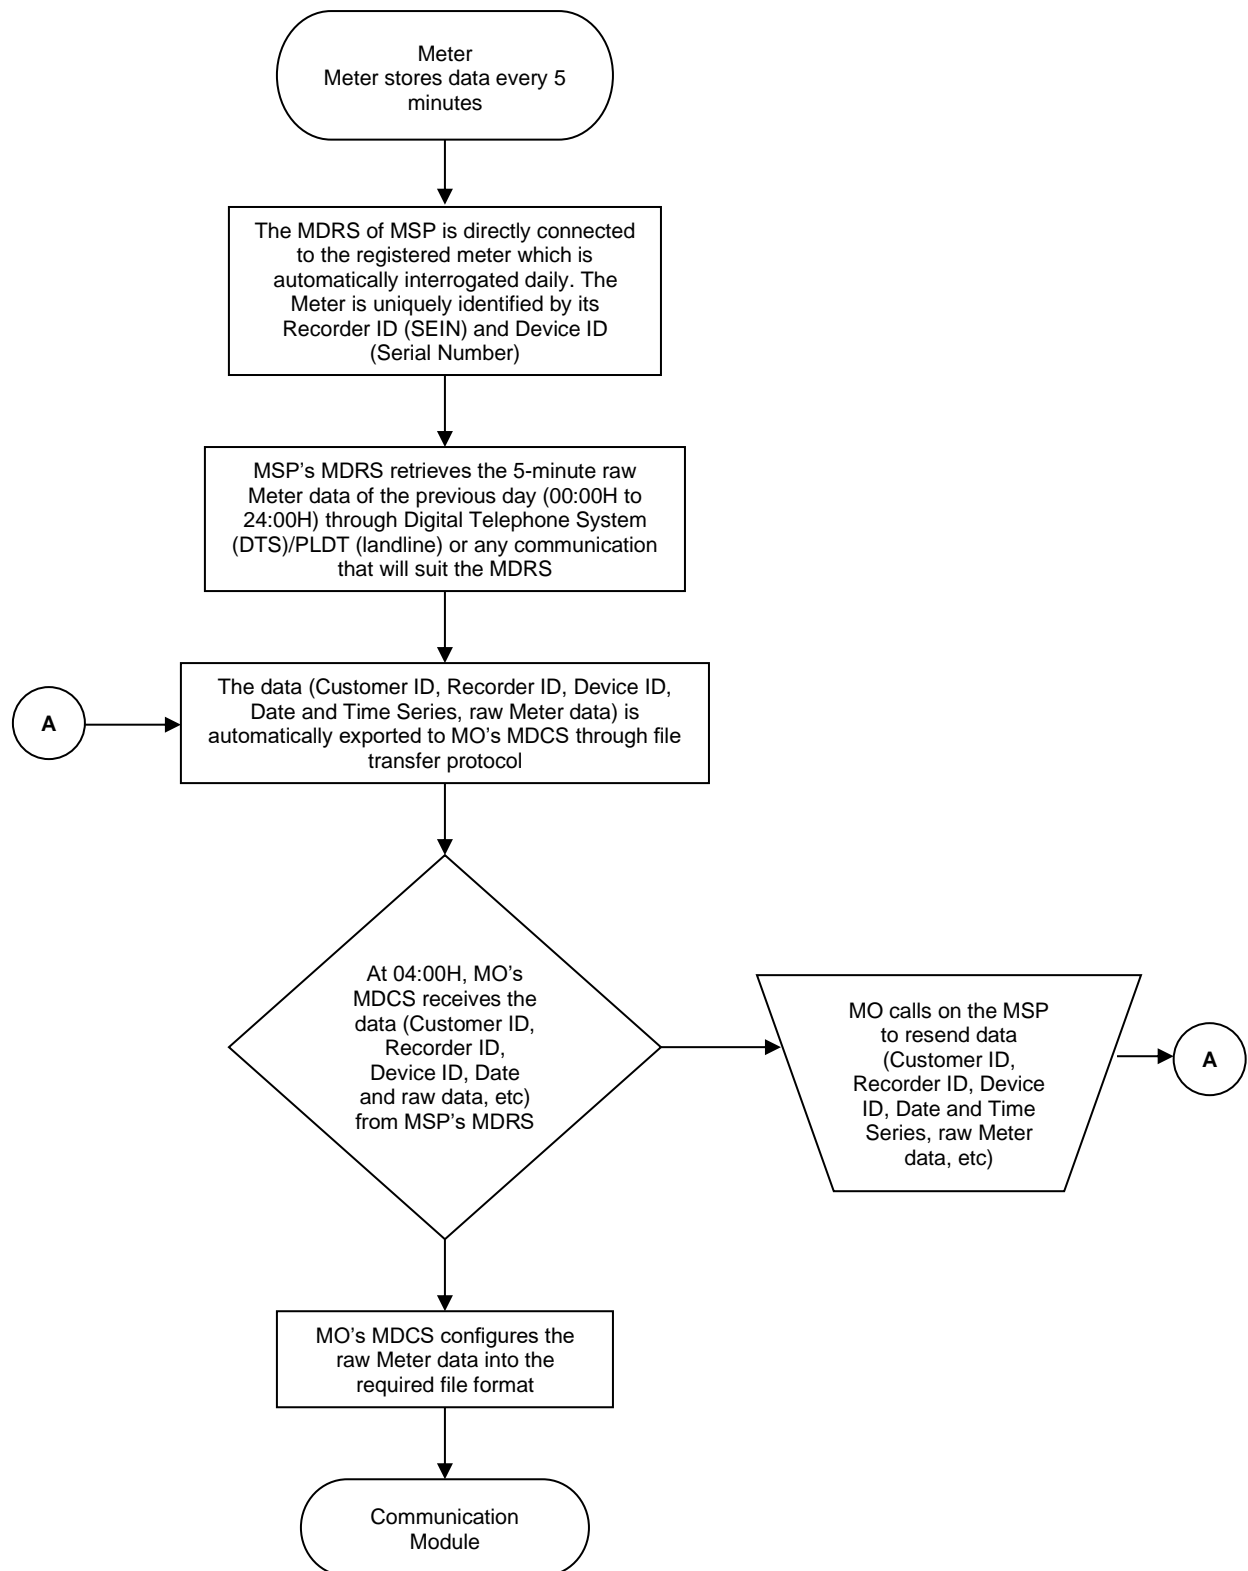 Meter
Meter stores data every 5
minutes
The MDRS of MSP is directly connected
to the registered meter which is
automatically interrogated daily. The
Meter is uniquely identified by its
Recorder ID (SEIN) and Device ID
(Serial Number)
MSP’s MDRS retrieves the 5-minute raw
Meter data of the previous day (00:00H to
24:00H) through Digital Telephone System
(DTS)/PLDT (landline) or any communication
that will suit the MDRS
A
The data (Customer ID, Recorder ID, Device ID,
Date and Time Series, raw Meter data) is
automatically exported to MO’s MDCS through file
transfer protocol
At 04:00H, MO’s
MDCS receives the
data (Customer ID,
Recorder ID,
Device ID, Date
and raw data, etc)
from MSP’s MDRS
MO calls on the MSP
to resend data
(Customer ID,
Recorder ID, Device
ID, Date and Time
Series, raw Meter
data, etc)
A
MO’s MDCS configures the
raw Meter data into the
required file format
Communication
Module